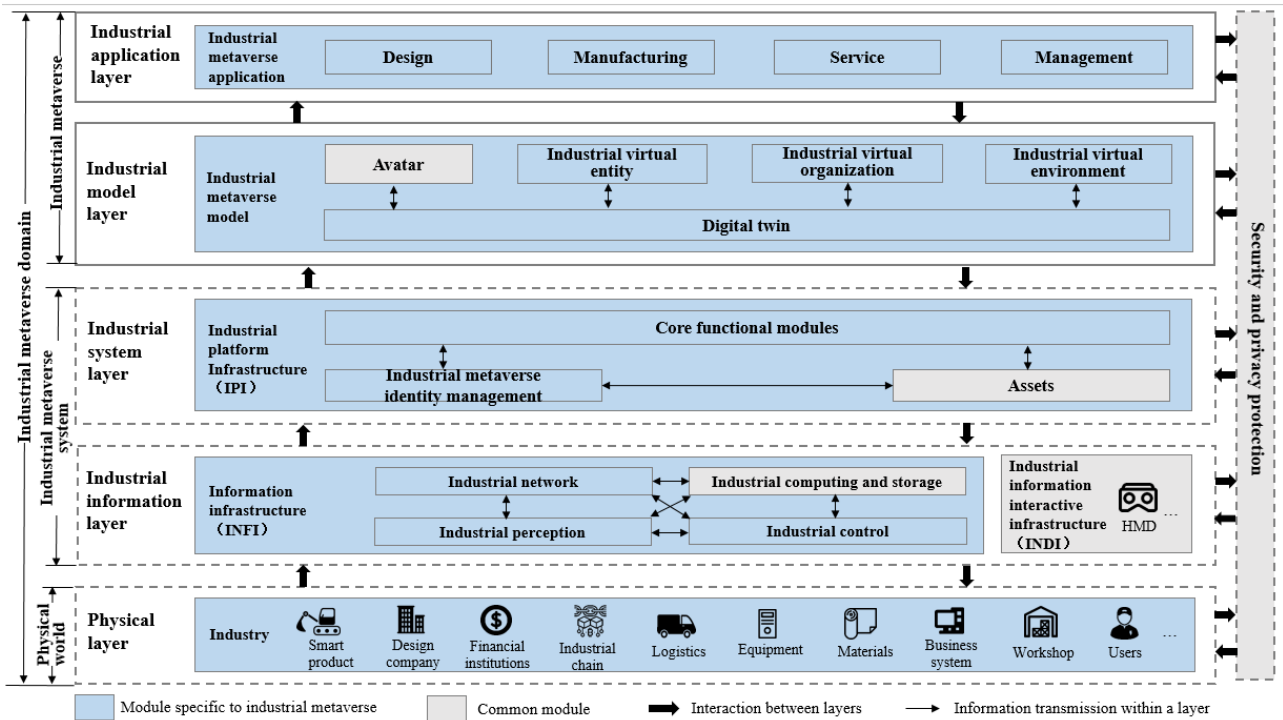 Industrial metaverse domain
Industrial metaverse
Industrial metaverse
system
Physical
world
Industrial
application
layer
Industrial
metaverse
application
Design
Manufacturing
Service
Management
Industrial
model
layer
Industrial
metaverse
model
Avatar
Industrial virtual
entity
Industrial virtual
organization
Industrial virtual
environment
Digital twin
Industrial
system
layer
Industrial
platform
Infrastructure
(IPI)
Core functional modules
Industrial metaverse
identity management
Assets
Industrial
information
layer
Information
infrastructure
(INFI)
Industrial network
Industrial computing and storage
Industrial perception
Industrial control
Industrial
information
interactive
infrastructure
(INDI)
HMD
...
Physical
layer
Industry
Smart
product
Design
company
Financial
institutions
Industrial
chain
Logistics
Equipment
Materials
Business
system
Workshop
Users
...
Security and privacy protection
Module specific to industrial metaverse
Common module
Interaction between layers
Information transmission within a layer